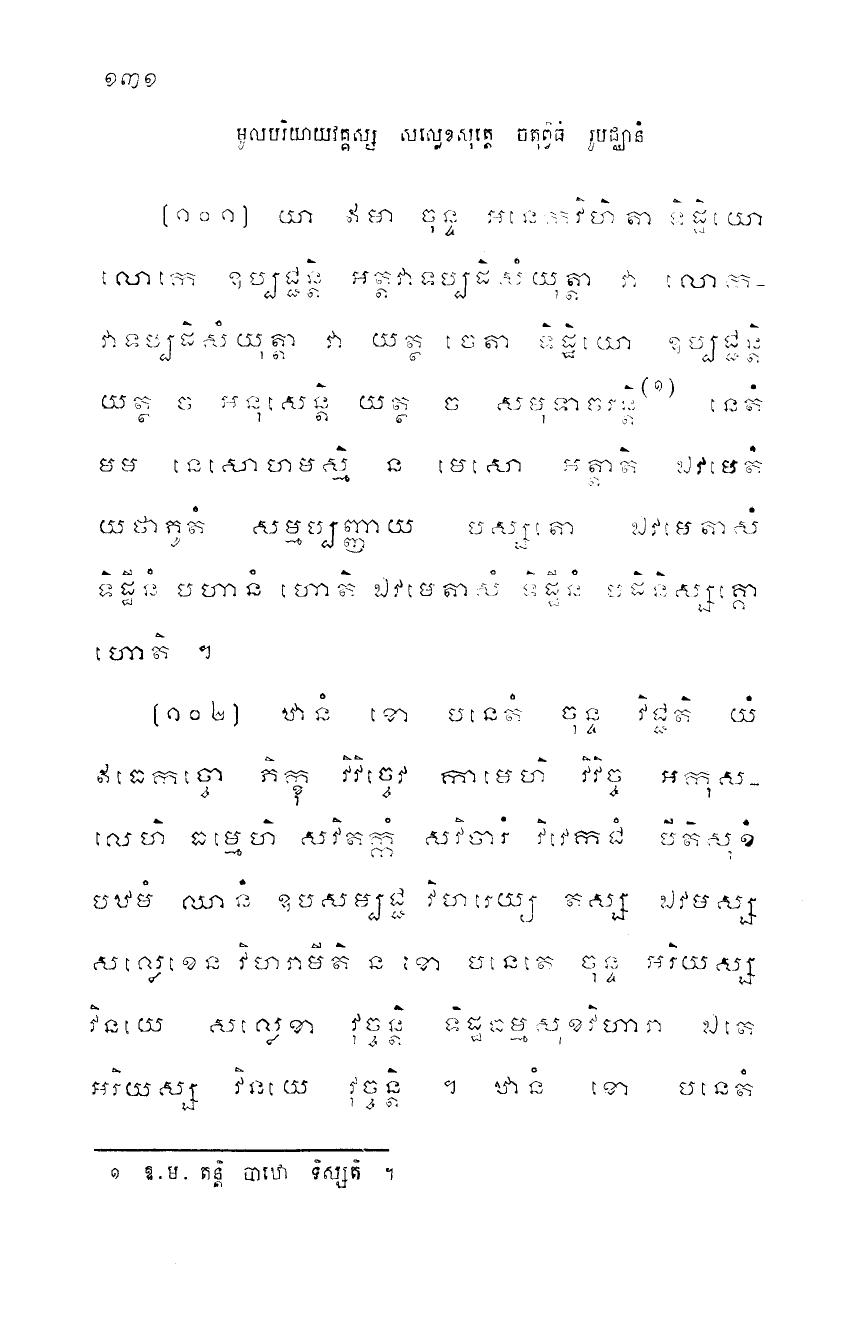 ១៣១
មូលបរិយាយវគ្គស្ស សល្លេខសុត្តេ ចតុព្វិធំ រូបជ្ឈានំ
(១០១) យា ឥមា ចុន្ទ អនេកវិហិតា ទិដ្ឋិយោ
លោកេ ឧប្បជ្ជន្តិ អត្តវាទប្បដិសំយុត្តា វា លោក-
វាទប្បដិសំយុត្តា វា យត្ថ ចេតា ទិដ្ឋិយោ ឧប្បជ្ជន្តិ
យត្ថ ច អនុសេន្តិ យត្ថ ច សមុទាចរន្តិ(១) នេតំ
មម នេសោហមស្មិ ន មេសោ អត្តាតិ ឯវមេតំ
យថាភូតំ សម្មប្បញ្ញាយ បស្សតោ ឯវមេតាសំ
ទិដ្ឋីនំ បហានំ ហោតិ ឯវមេតាសំ ទិដ្ឋីនំ បដិនិស្សគ្គោ
ហោតិ ។
(១០២) ឋានំ ខោ បនេតំ ចុន្ទ វិជ្ជតិ យំ
ឥធេកច្ចោ ភិក្ខុ វិវិច្ចេវ កាមេហិ វិវិច្ច អកុស-
លេហិ ធម្មេហិ សវិតក្កំ សវិចារំ វិវេកជំ បីតិសុខំ
បឋមំ ឈានំ ឧបសម្បជ្ជ វិហរេយ្យ តស្ស ឯវមស្ស
សល្លេខេន វិហរាមីតិ ន ខោ បនេតេ ចុន្ទ អរិយស្ស
វិនយេ សល្លេខា វុច្ចន្តិ ទិដ្ឋធម្មសុខវិហារា ឯតេ
អរិយស្ស វិនយេ វុច្ចន្តិ ។ ឋានំ ខោ បនេតំ
១ ឱ.ម. តន្តិ បាឋោ ទិស្សតិ ។